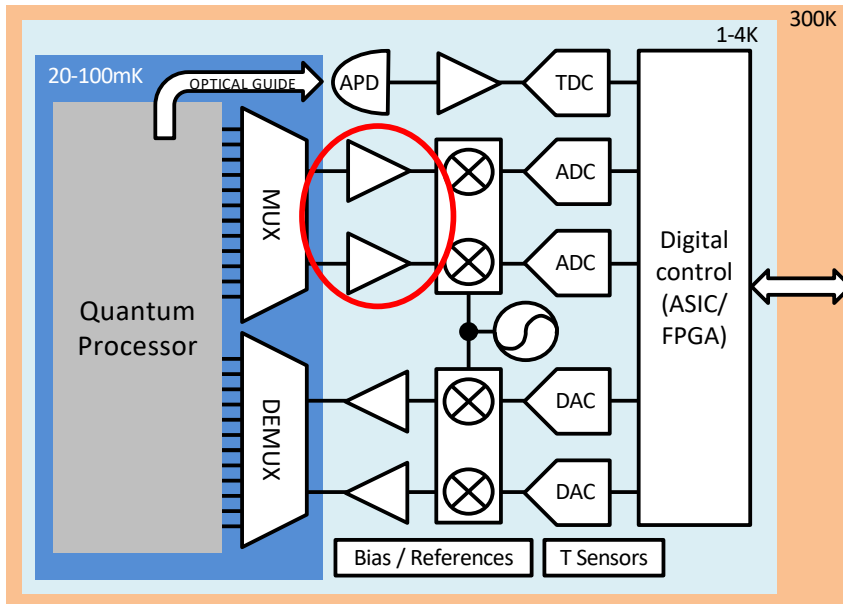 300K
1-4K
20-100mK
OPTICAL GUIDE
APD
TDC
MUX
ADC
ADC
Digital
control
(ASIC/
FPGA)
Quantum
Processor
DEMUX
DAC
DAC
Bias / References
T Sensors